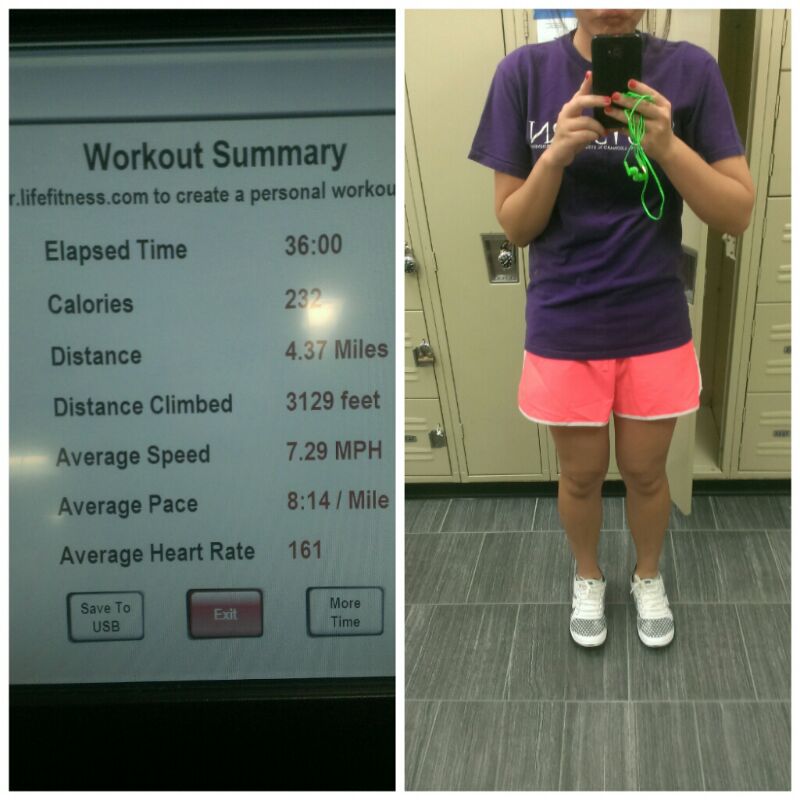 Workout Summary
r.lifefitness.com to create a personal workou
Elapsed Time 36:00
Calories 232
Distance 4.37 Miles
Distance Climbed 3129 feet
Average Speed 7.29 MPH
Average Pace 8:14 / Mile
Average Heart Rate 161
Save To
USB
Exit
More
Time